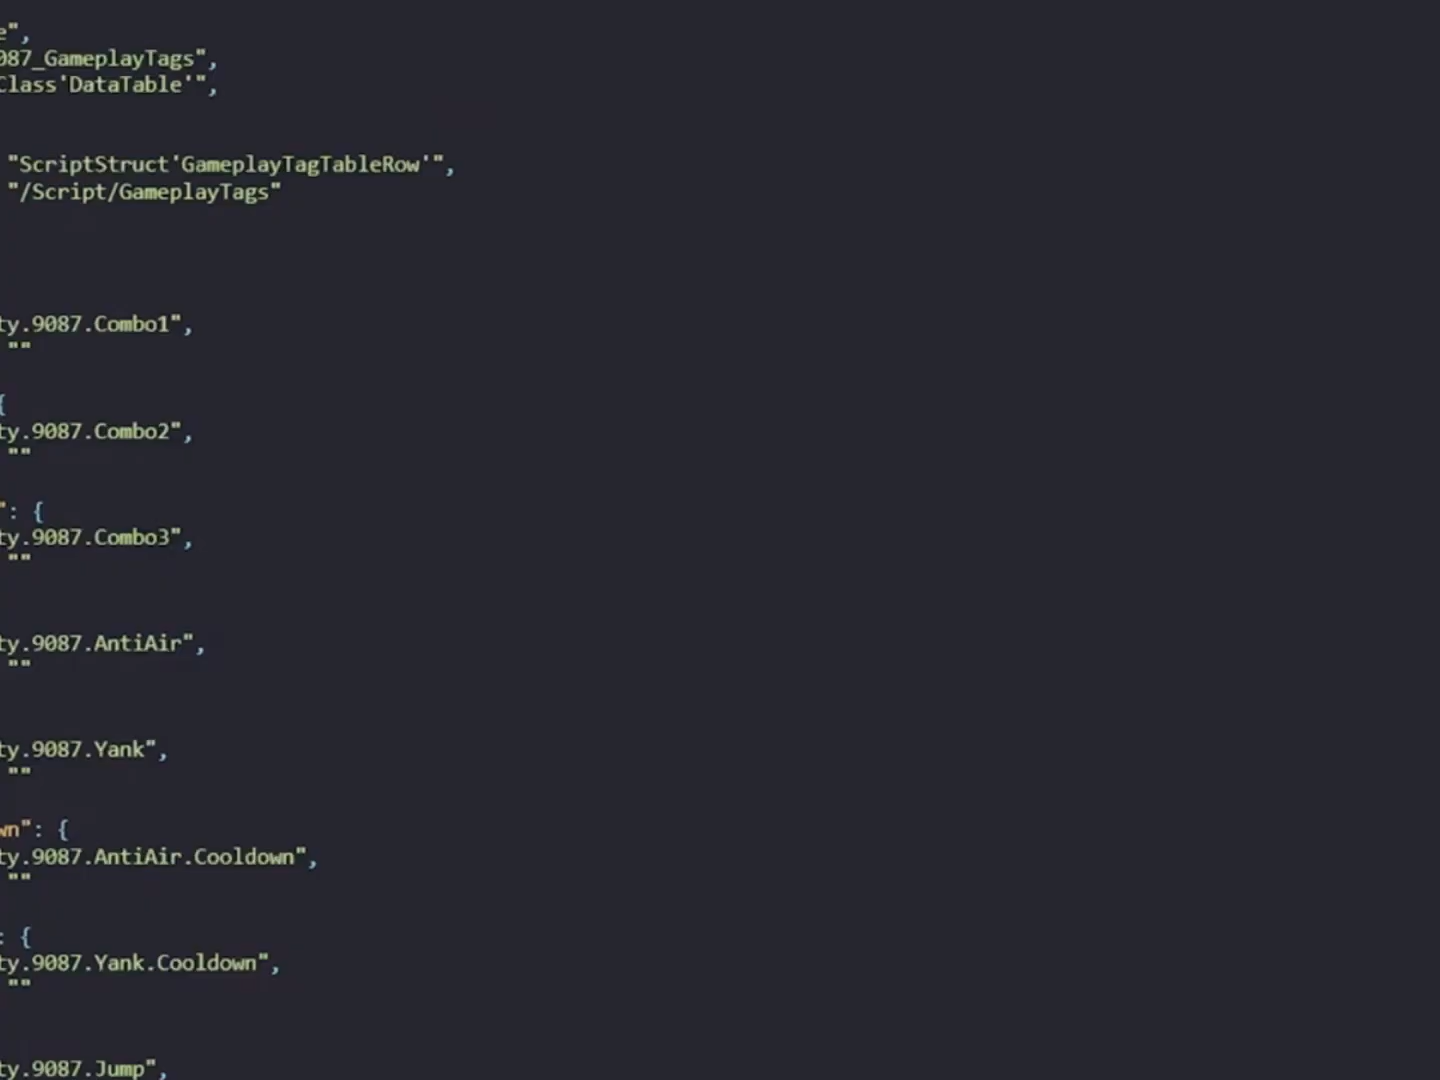 e",
087_GameplayTags",
Class'DataTable'",
"ScriptStruct'GameplayTagTableRow'",
"/Script/GameplayTags"
ty.9087.Combo1",
""
{
ty.9087.Combo2",
""
": {
ty.9087.Combo3",
""
ty.9087.AntiAir",
""
ty.9087.Yank",
""
wn": {
ty.9087.AntiAir.Cooldown",
""
: {
ty.9087.Yank.Cooldown",
""
ty.9087.Jump",